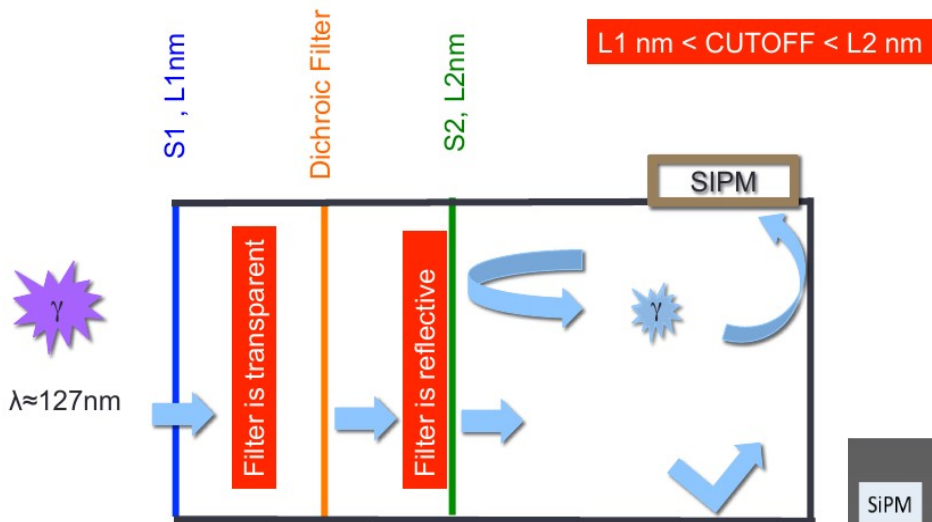 S1 , L1nm
Dichroic Filter
S2, L2nm
L1 nm < CUTOFF < L2 nm
SIPM
Filter is transparent
Filter is reflective
γ
γ
λ≈127nm
SiPM